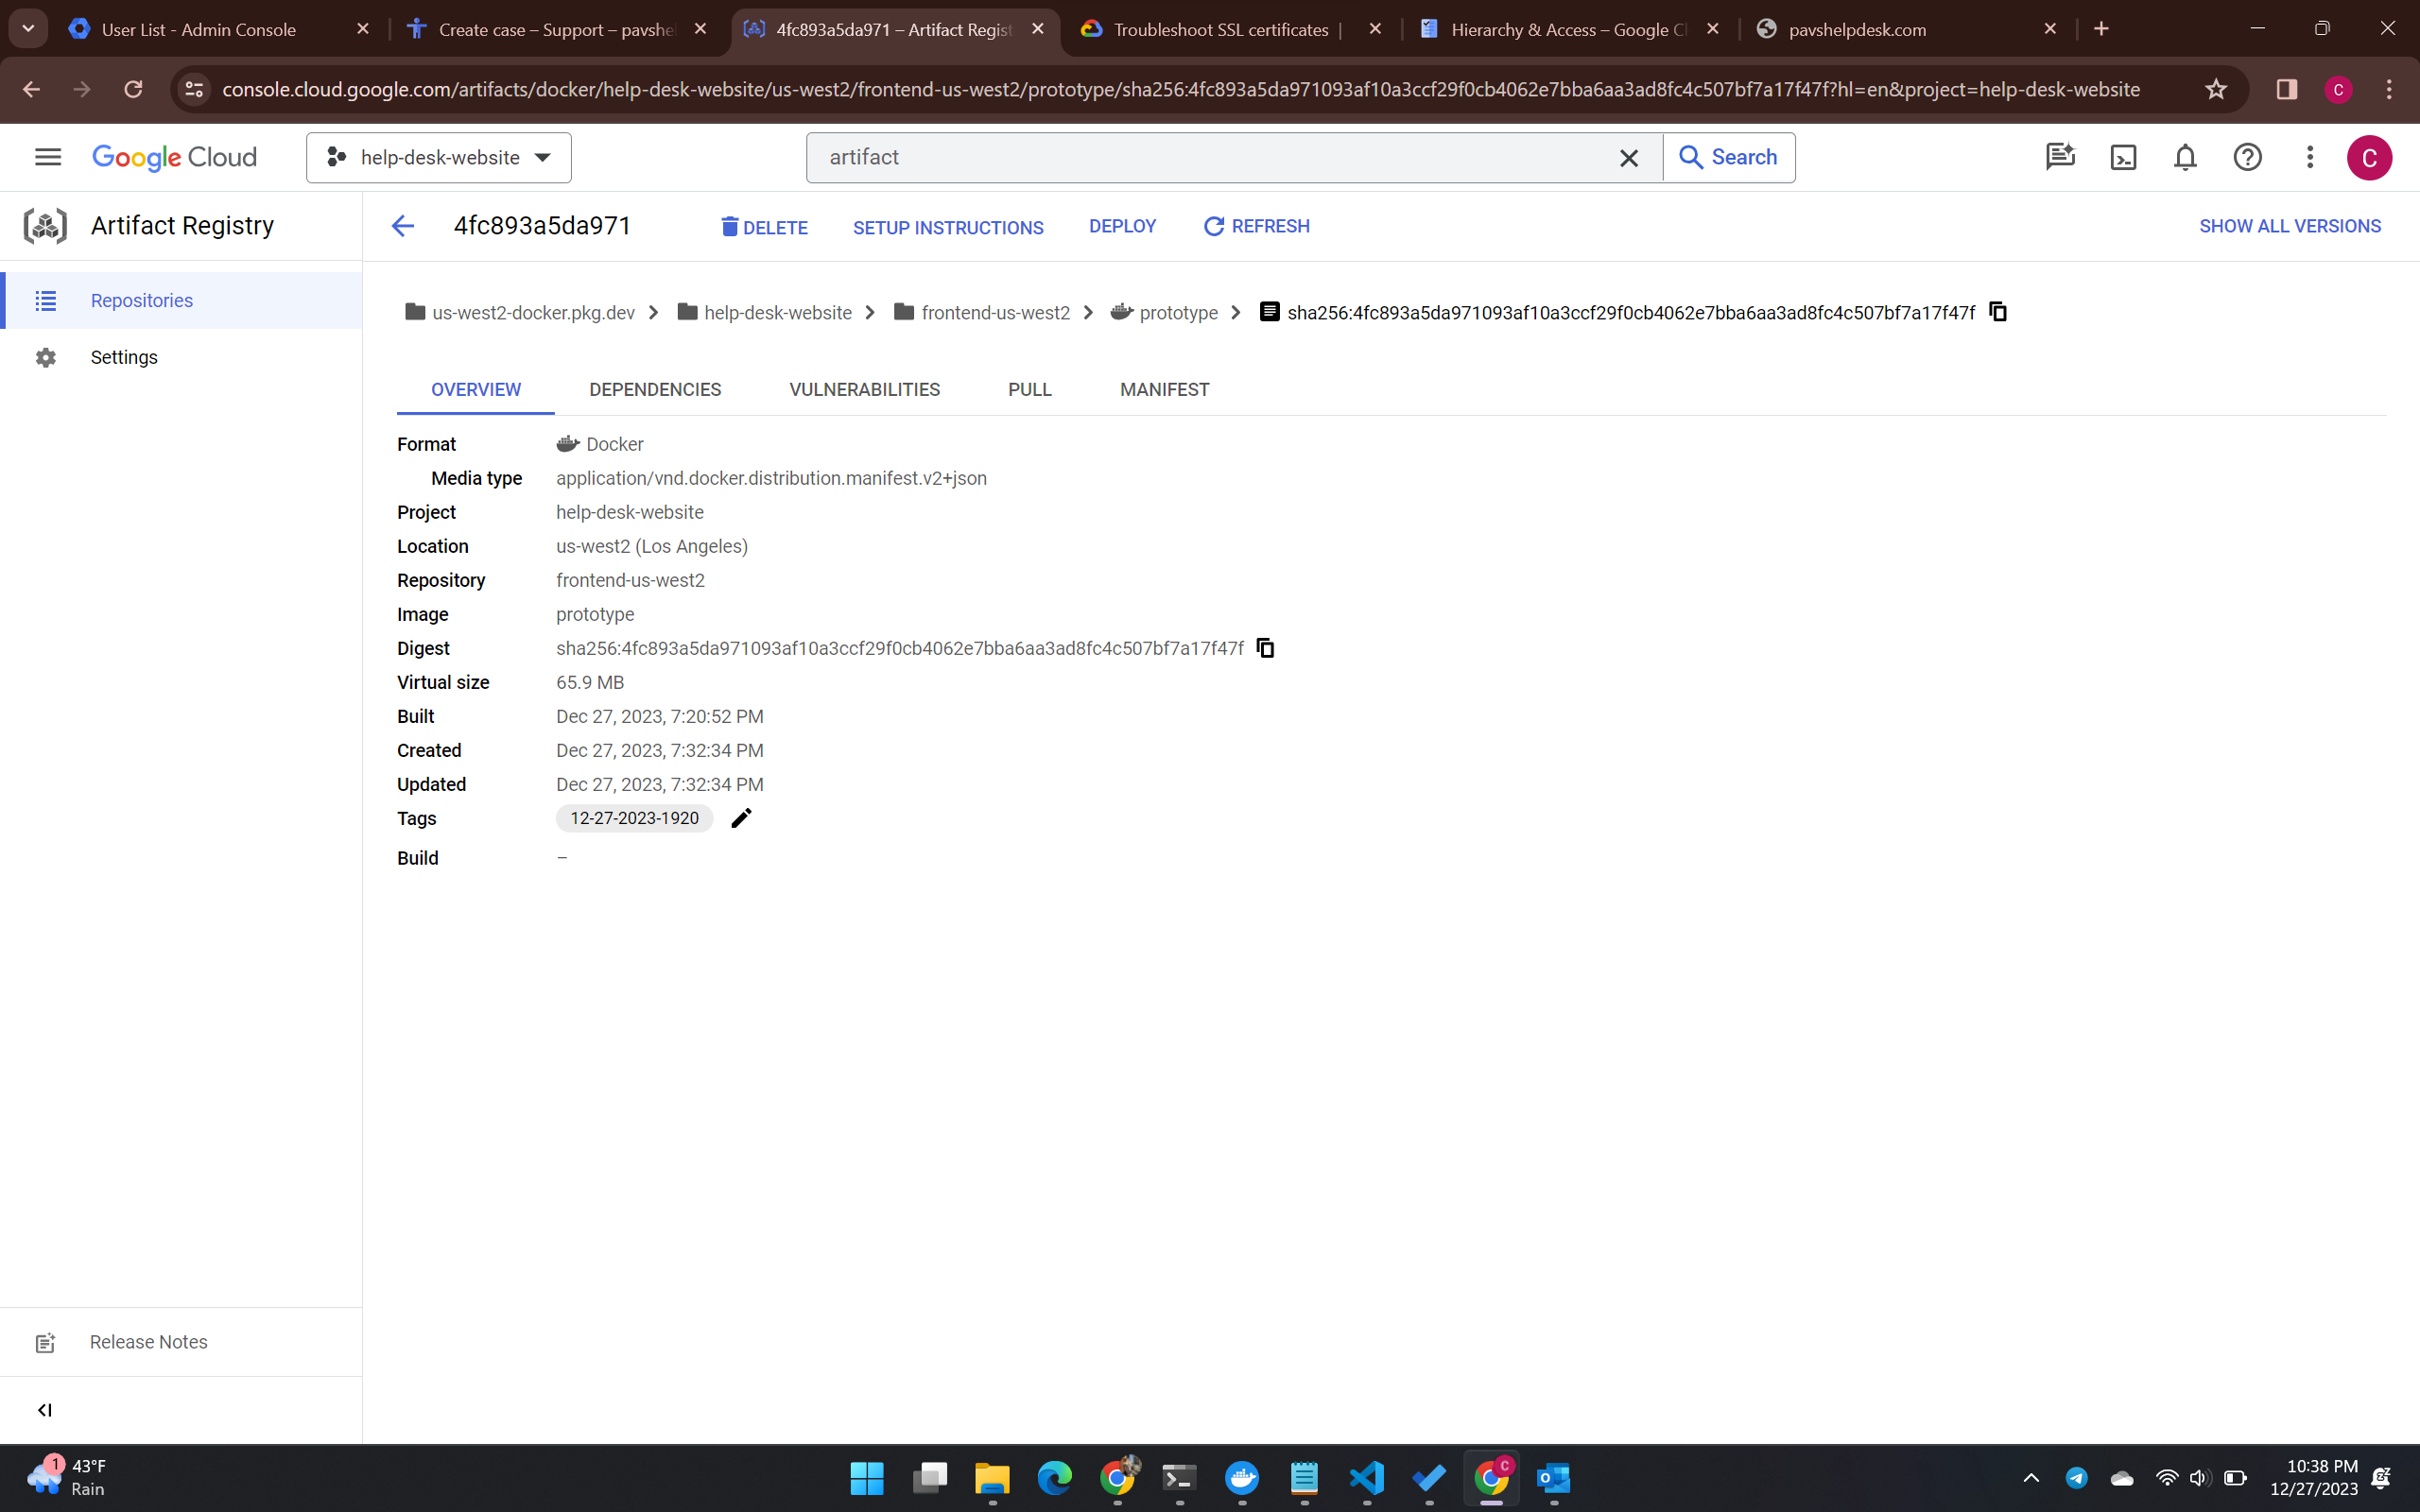 User List - Admin Console
Create case – Support – pavshel
4fc893a5da971 – Artifact Regist
Troubleshoot SSL certificates |
Hierarchy & Access – Google Cl
pavshelpdesk.com
console.cloud.google.com/artifacts/docker/help-desk-website/us-west2/frontend-us-west2/prototype/sha256:4fc893a5da971093af10a3ccf29f0cb4062e7bba6aa3ad8fc4c507bf7a17f47f?hl=en&project=help-desk-website
C
Google Cloud
help-desk-website
artifact
Search
C
Artifact Registry
4fc893a5da971
DELETE
SETUP INSTRUCTIONS
DEPLOY
REFRESH
SHOW ALL VERSIONS
Repositories
Settings
us-west2-docker.pkg.dev
help-desk-website
frontend-us-west2
prototype
sha256:4fc893a5da971093af10a3ccf29f0cb4062e7bba6aa3ad8fc4c507bf7a17f47f
OVERVIEW
DEPENDENCIES
VULNERABILITIES
PULL
MANIFEST
Format Docker
Media type application/vnd.docker.distribution.manifest.v2+json
Project help-desk-website
Location us-west2 (Los Angeles)
Repository frontend-us-west2
Image prototype
Digest sha256:4fc893a5da971093af10a3ccf29f0cb4062e7bba6aa3ad8fc4c507bf7a17f47f
Virtual size 65.9 MB
Built Dec 27, 2023, 7:20:52 PM
Created Dec 27, 2023, 7:32:34 PM
Updated Dec 27, 2023, 7:32:34 PM
Tags 12-27-2023-1920
Build –
Release Notes
1
43°F
Rain
C
10:38 PM
12/27/2023